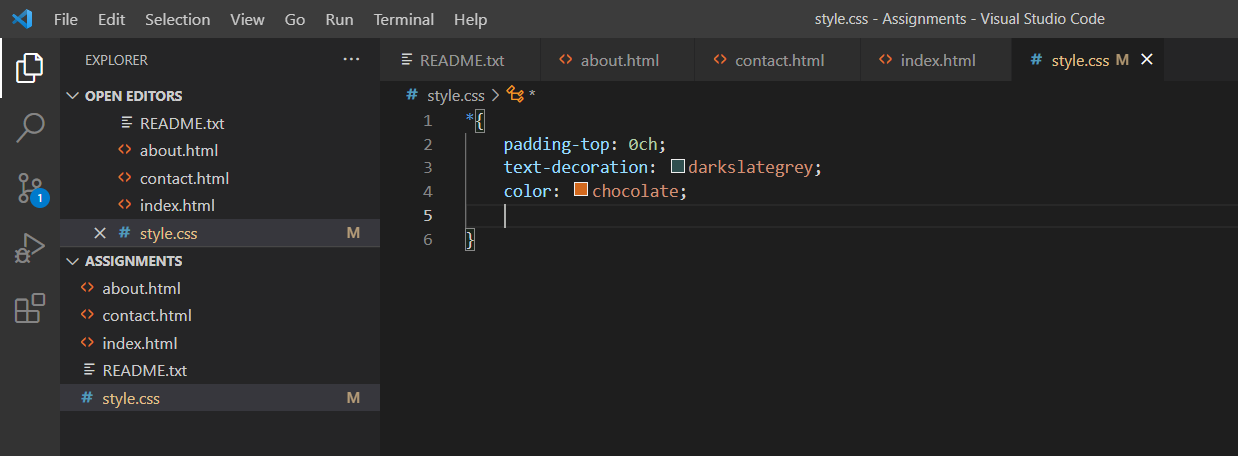 File Edit Selection View Go Run Terminal Help
style.css - Assignments - Visual Studio Code
EXPLORER ···
README.txt about.html contact.html index.html # style.css M
OPEN EDITORS
README.txt
about.html
contact.html
index.html
# style.css M
ASSIGNMENTS
about.html
contact.html
index.html
README.txt
# style.css M
1
# style.css > *
1 *{
2 padding-top: 0ch;
3 text-decoration: darkslategrey;
4 color: chocolate;
5
6 }